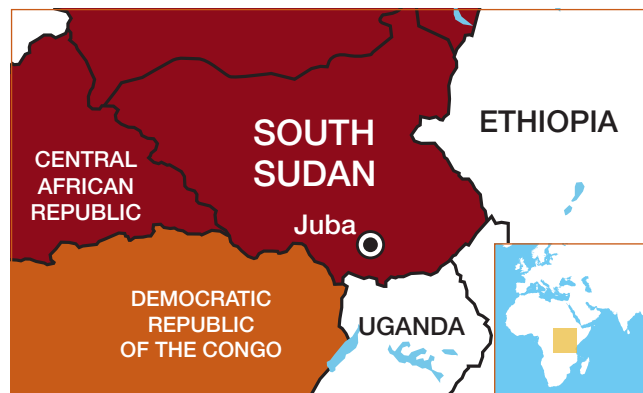 ETHIOPIA
SOUTH
SUDAN
CENTRAL
AFRICAN
REPUBLIC
Juba
DEMOCRATIC
REPUBLIC
OF THE CONGO
UGANDA